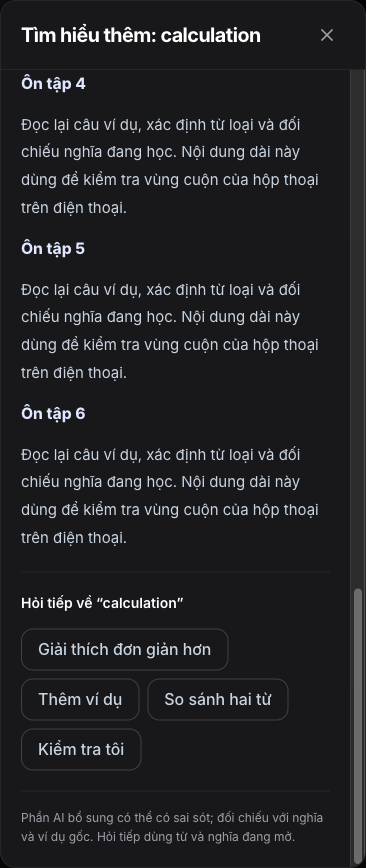 Tìm hiểu thêm: calculation
Ôn tập 4
Đọc lại câu ví dụ, xác định từ loại và đối
chiếu nghĩa đang học. Nội dung dài này
dùng để kiểm tra vùng cuộn của hộp thoại
trên điện thoại.
Ôn tập 5
Đọc lại câu ví dụ, xác định từ loại và đối
chiếu nghĩa đang học. Nội dung dài này
dùng để kiểm tra vùng cuộn của hộp thoại
trên điện thoại.
Ôn tập 6
Đọc lại câu ví dụ, xác định từ loại và đối
chiếu nghĩa đang học. Nội dung dài này
dùng để kiểm tra vùng cuộn của hộp thoại
trên điện thoại.
Hỏi tiếp về “calculation”
Giải thích đơn giản hơn
Thêm ví dụ So sánh hai từ
Kiểm tra tôi
Phần AI bổ sung có thể có sai sót; đối chiếu với nghĩa
và ví dụ gốc. Hỏi tiếp dùng từ và nghĩa đang mở.